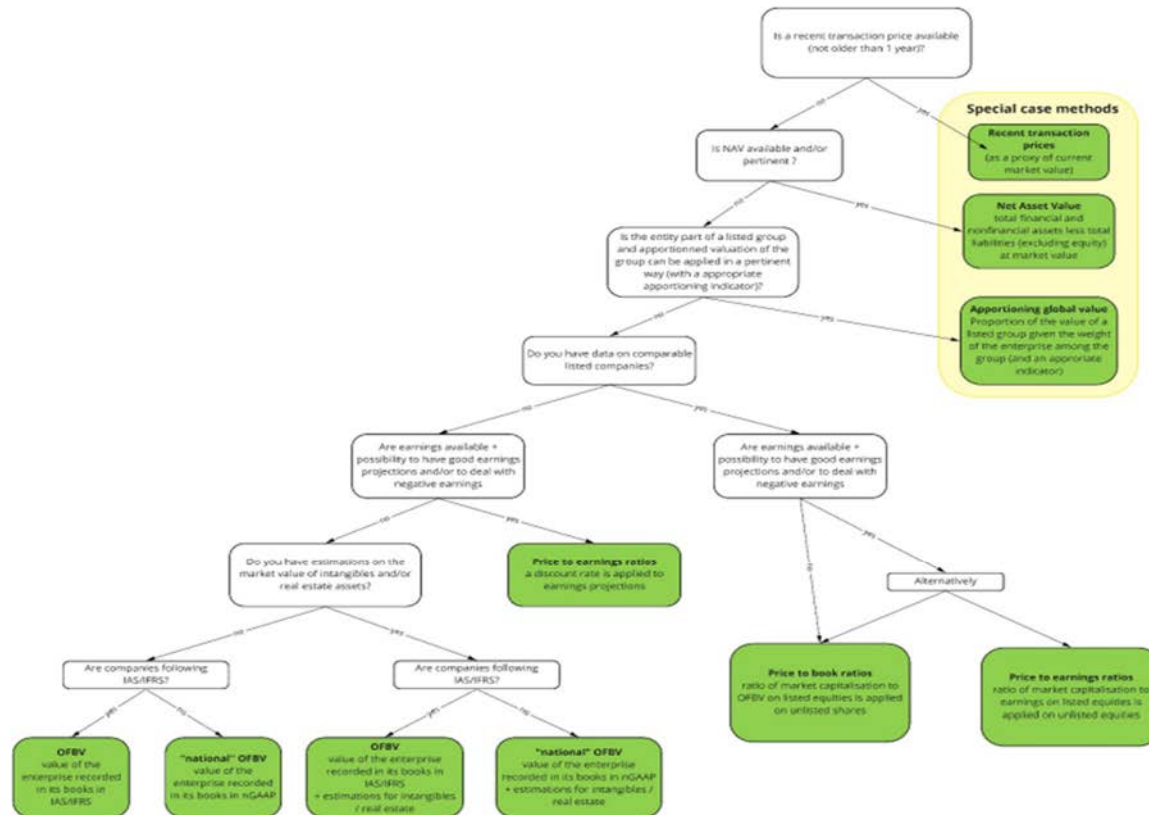 Is a recent transaction price available
(not older than 1 year)?
no
yes
Special case methods
Recent transaction
prices
(as a proxy of current
market value)
Is NAV available and/or
pertinent ?
no
yes
Net Asset Value
total financial and
nonfinancial assets less total
liabilities (excluding equity)
at market value
Is the entity part of a listed group
and apportionned valuation of the
group can be applied in a pertinent
way (with a appropriate
apportioning indicator)?
no
yes
Apportioning global value
Proportion of the value of a
listed group given the weight
of the enterprise among the
group (and an approriate
indicator)
Do you have data on comparable
listed companies?
no
yes
Are earnings available +
possibility to have good earnings
projections and/or to deal with
negative earnings
Are earnings available +
possibility to have good earnings
projections and/or to deal with
negative earnings
no
yes
no
yes
Do you have estimations on the
market value of intangibles and/or
real estate assets?
Price to earnings ratios
a discount rate is applied to
earnings projections
Alternatively
no
yes
Are companies following
IAS/IFRS?
Are companies following
IAS/IFRS?
Price to book ratios
ratio of market capitalisation to
OFBV on listed equities is applied
on unlisted shares
Price to earnings ratios
ratio of market capitalisation to
earnings on listed equities is
applied on unlisted equities
yes
no
yes
no
OFBV
value of the
enterprise recorded
in its books in
IAS/IFRS
"national" OFBV
value of the
enterprise recorded
in its books in nGAAP
OFBV
value of the enterprise
recorded in its books in
IAS/IFRS
+ estimations for intangibles
/ real estate
"national" OFBV
value of the enterprise
recorded in its books in nGAAP
+ estimations for intangibles /
real estate